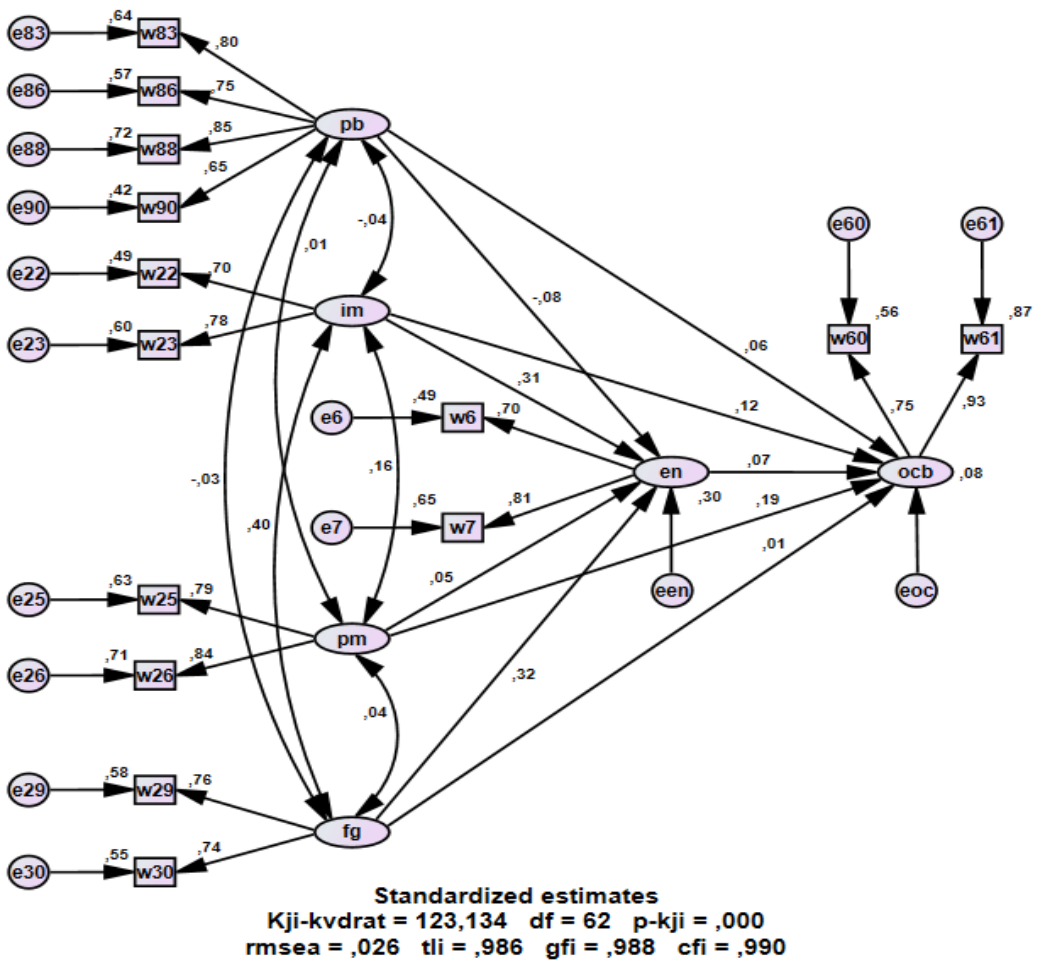 ,64
e83 w83
,80
,57
e86 w86
,75
,72
e88 w88
,85
,42
e90 w90
,65
pb
-,04
,01
,49
e22 w22
,70
,60
e23 w23
,78
im
-,08
,06
,31
,12
,16
,49
e6 w6
,70
,65
e7 w7
,81
-,03
,40
en
,30
,07
,19
,01
een
e60 e61
,56 ,87
w60 w61
,75 ,93
ocb
,08
eoc
,63
e25 w25
,79
,71
e26 w26
,84
pm
,05
,32
,04
,58
e29 w29
,76
,55
e30 w30
,74
fg
Standardized estimates
Kji-kvdrat = 123,134 df = 62 p-kji = ,000
rmsea = ,026 tli = ,986 gfi = ,988 cfi = ,990